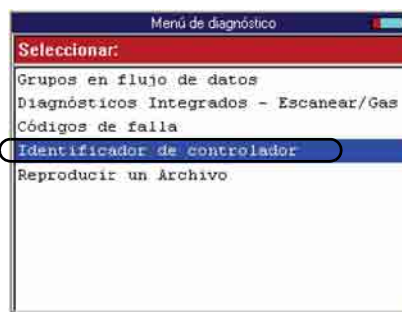 Menú de diagnóstico
Seleccionar:
Grupos en flujo de datos
Diagnósticos Integrados - Escanear/Gas
Códigos de falla
Identificador de controlador
Reproducir un Archivo